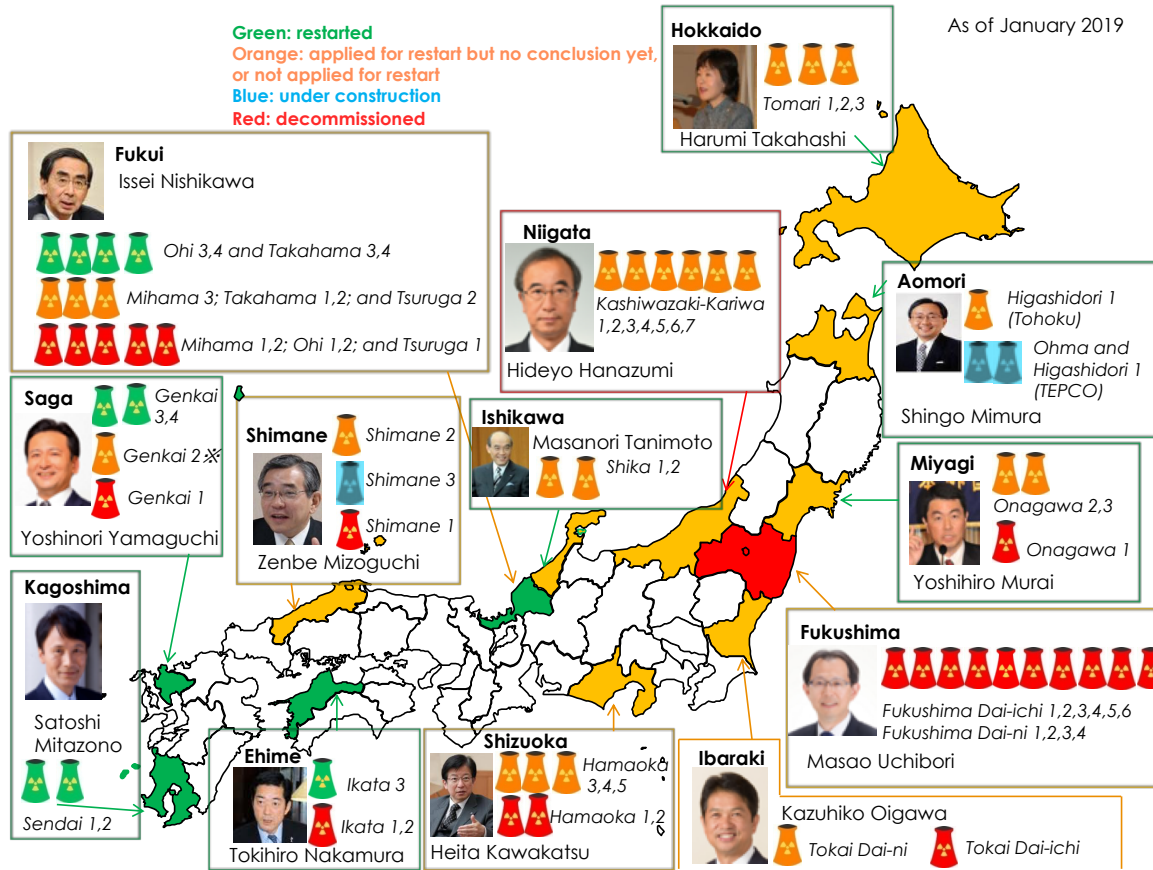 Green: restarted
Orange: applied for restart but no conclusion yet,
or not applied for restart
Blue: under construction
Red: decommissioned
As of January 2019
Hokkaido
Tomari 1,2,3
Harumi Takahashi
Fukui
Issei Nishikawa
Ohi 3,4 and Takahama 3,4
Mihama 3; Takahama 1,2; and Tsuruga 2
Mihama 1,2; Ohi 1,2; and Tsuruga 1
Niigata
Kashiwazaki-Kariwa
1,2,3,4,5,6,7
Hideyo Hanazumi
Aomori
Higashidori 1
(Tohoku)
Ohma and
Higashidori 1
(TEPCO)
Shingo Mimura
Saga
Genkai
3,4
Genkai 2※
Genkai 1
Yoshinori Yamaguchi
Shimane
Shimane 2
Shimane 3
Shimane 1
Zenbe Mizoguchi
Ishikawa
Masanori Tanimoto
Shika 1,2
Miyagi
Onagawa 2,3
Onagawa 1
Yoshihiro Murai
Kagoshima
Satoshi
Mitazono
Sendai 1,2
Fukushima
Fukushima Dai-ichi 1,2,3,4,5,6
Fukushima Dai-ni 1,2,3,4
Masao Uchibori
Ehime
Ikata 3
Ikata 1,2
Tokihiro Nakamura
Shizuoka
Hamaoka
3,4,5
Hamaoka 1,2
Heita Kawakatsu
Ibaraki
Kazuhiko Oigawa
Tokai Dai-ni
Tokai Dai-ichi